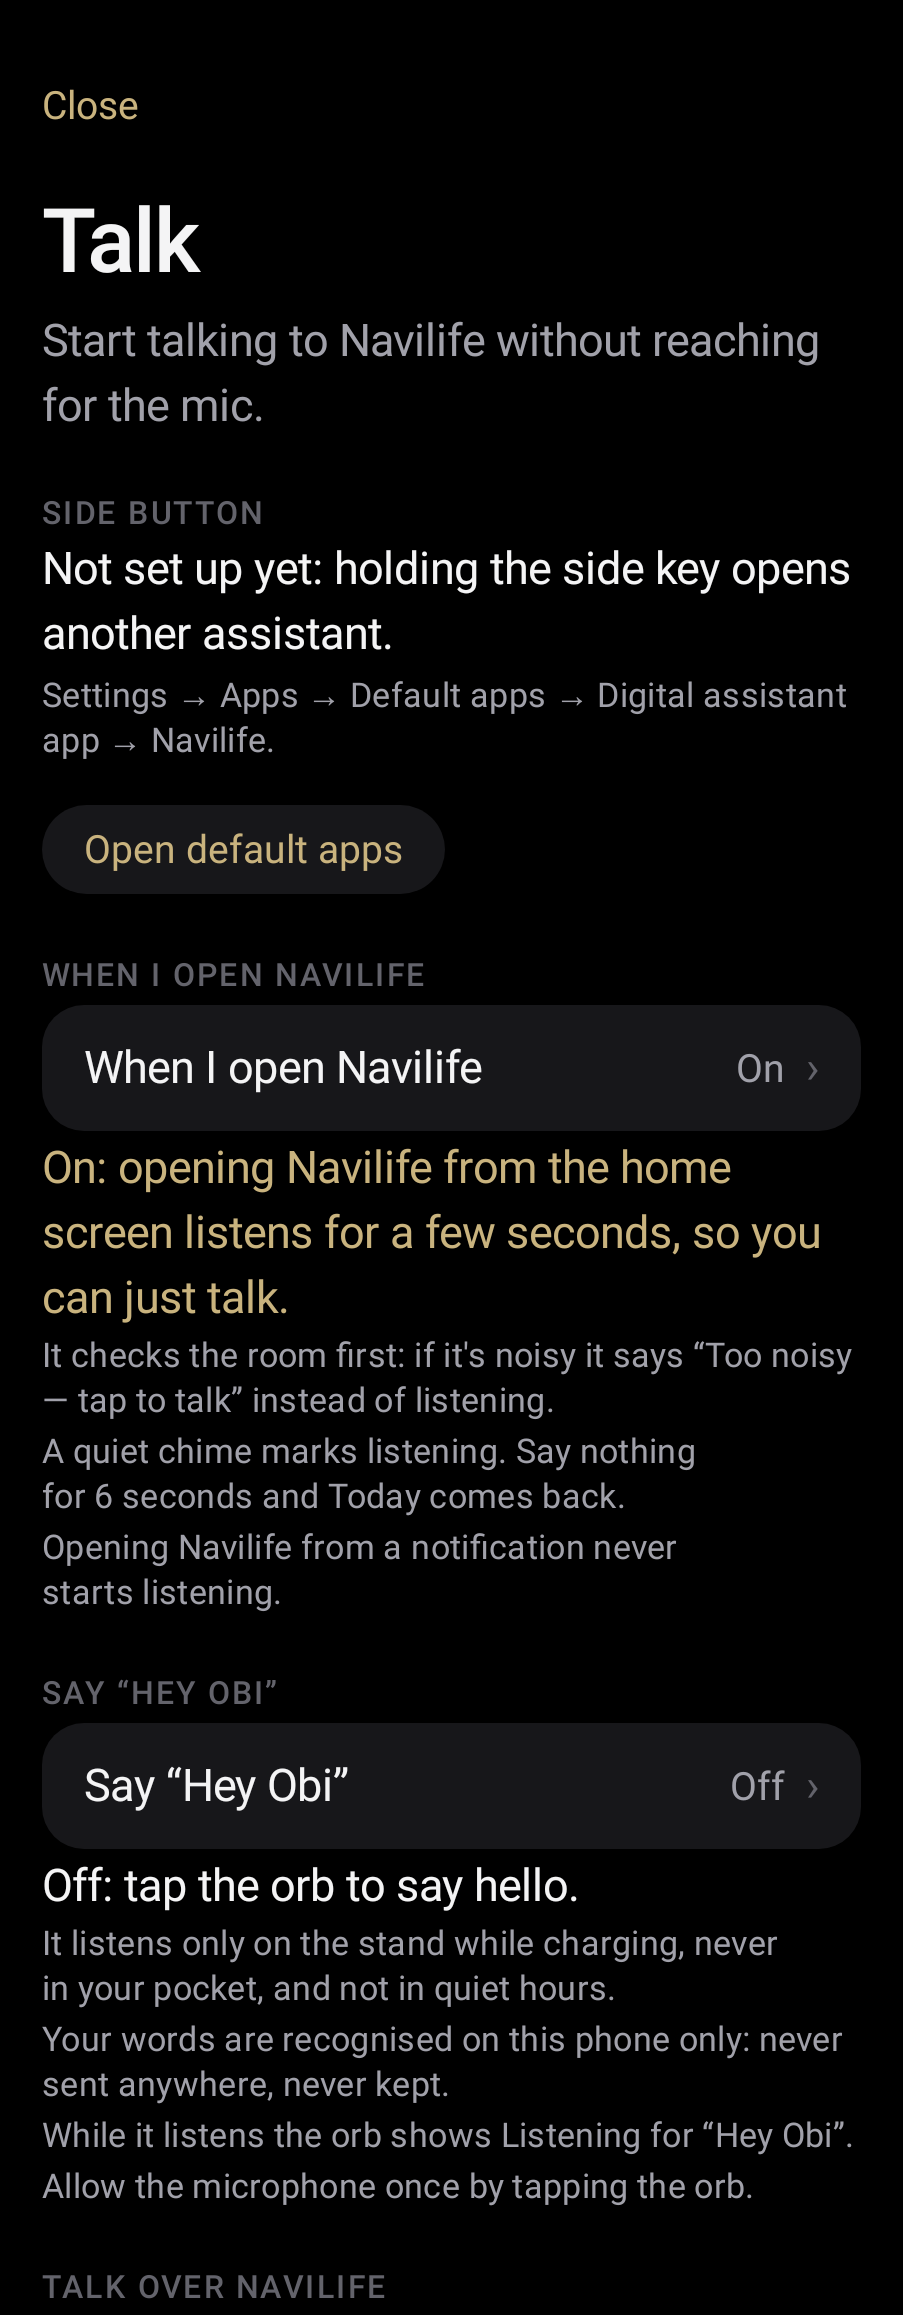 Close
Talk
Start talking to Navilife without reaching
for the mic.
SIDE BUTTON
Not set up yet: holding the side key opens
another assistant.
Settings → Apps → Default apps → Digital assistant
app → Navilife.
Open default apps
WHEN I OPEN NAVILIFE
When I open Navilife On ›
On: opening Navilife from the home
screen listens for a few seconds, so you
can just talk.
It checks the room first: if it's noisy it says “Too noisy
— tap to talk” instead of listening.
A quiet chime marks listening. Say nothing
for 6 seconds and Today comes back.
Opening Navilife from a notification never
starts listening.
SAY “HEY OBI”
Say “Hey Obi” Off ›
Off: tap the orb to say hello.
It listens only on the stand while charging, never
in your pocket, and not in quiet hours.
Your words are recognised on this phone only: never
sent anywhere, never kept.
While it listens the orb shows Listening for “Hey Obi”.
Allow the microphone once by tapping the orb.
TALK OVER NAVILIFE